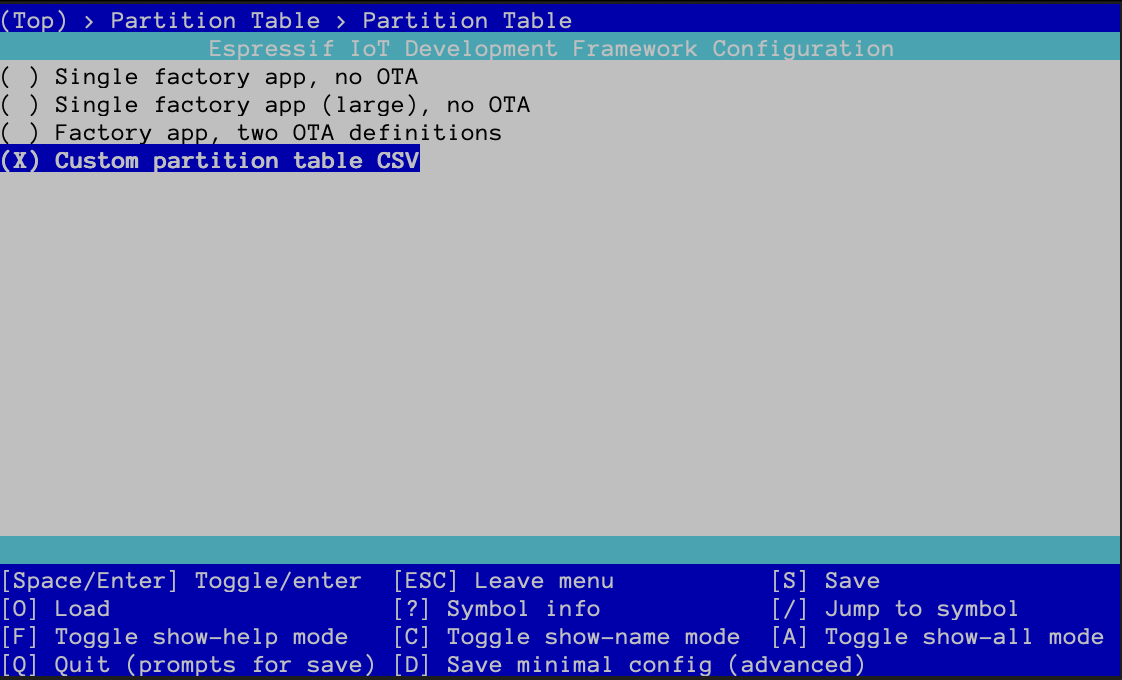 (Top) > Partition Table > Partition Table
Espressif IoT Development Framework Configuration
( ) Single factory app, no OTA
( ) Single factory app (large), no OTA
( ) Factory app, two OTA definitions
(X) Custom partition table CSV
[Space/Enter] Toggle/enter [ESC] Leave menu [S] Save
[O] Load [?] Symbol info [/] Jump to symbol
[F] Toggle show-help mode [C] Toggle show-name mode [A] Toggle show-all mode
[Q] Quit (prompts for save) [D] Save minimal config (advanced)